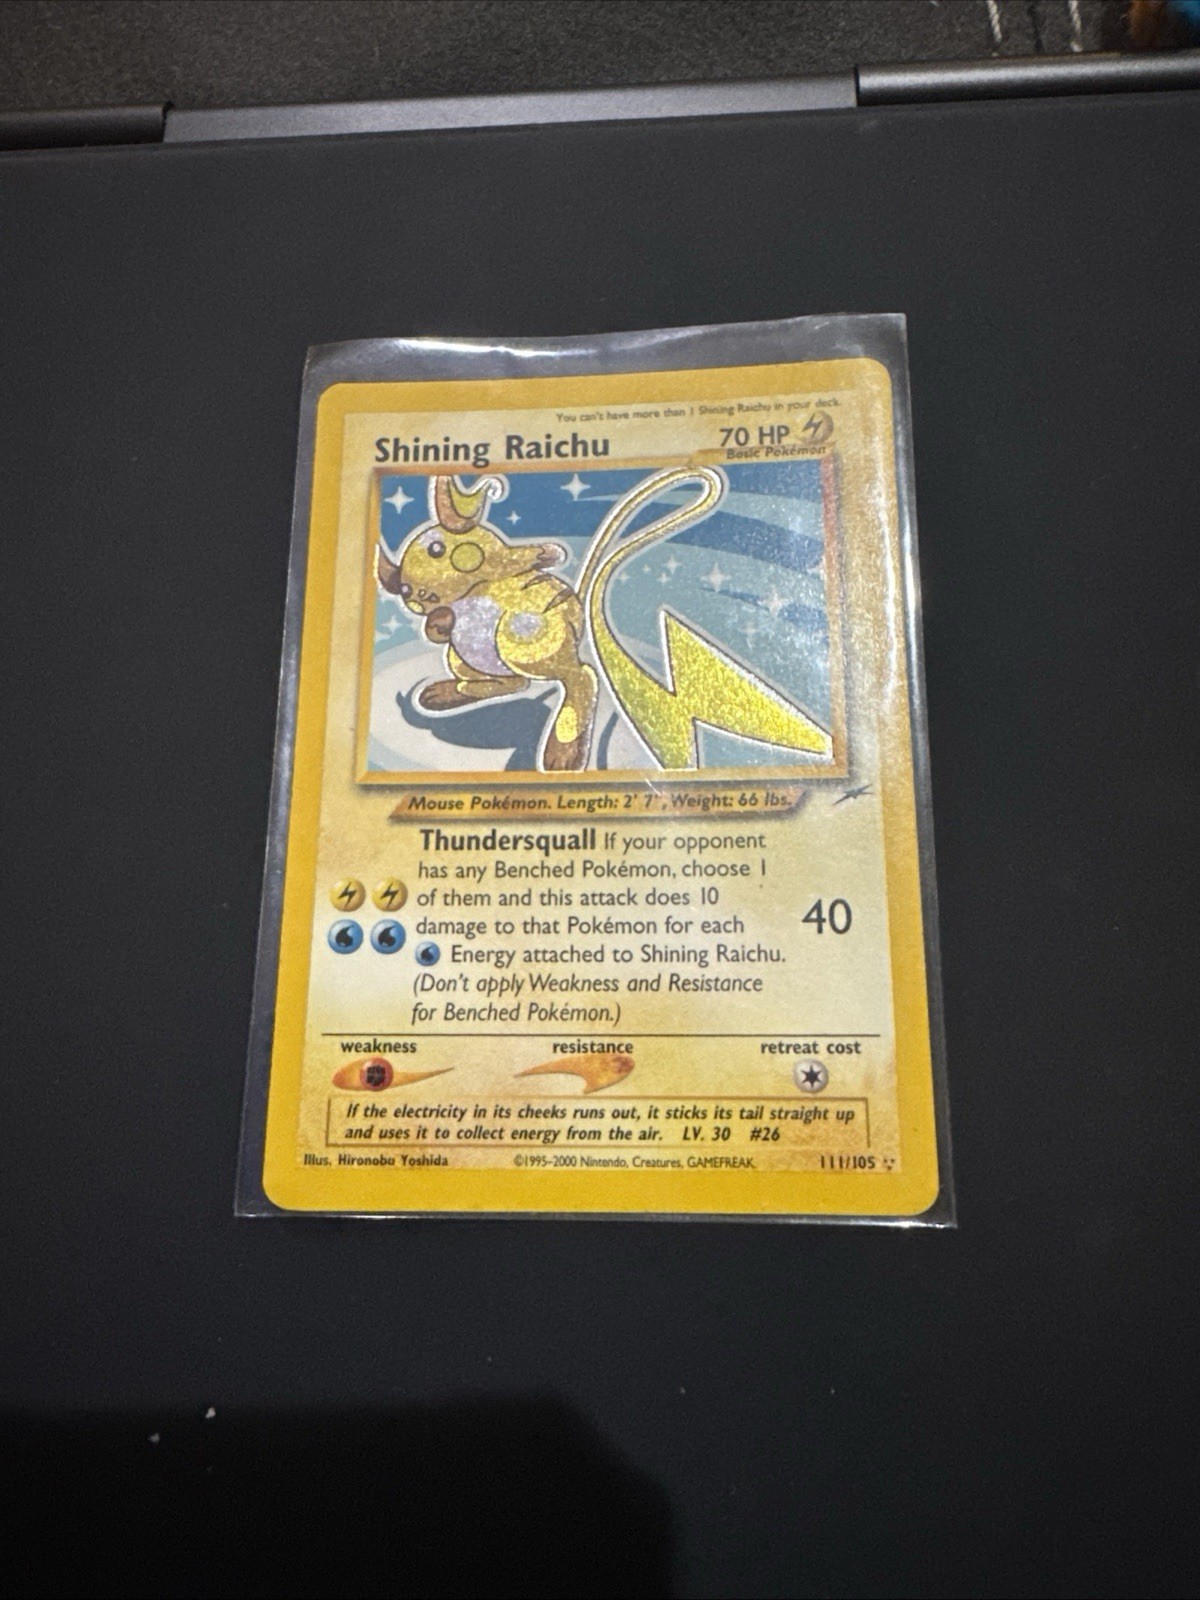 You can't have more than 1 Shining Raichu in your deck.
Shining Raichu
70 HP
Basic Pokémon
Mouse Pokémon. Length: 2' 7", Weight: 66 lbs.
Thundersquall If your opponent
has any Benched Pokémon, choose 1
of them and this attack does 10
damage to that Pokémon for each
Energy attached to Shining Raichu.
(Don't apply Weakness and Resistance
for Benched Pokémon.)
40
weakness resistance retreat cost
If the electricity in its cheeks runs out, it sticks its tail straight up
and uses it to collect energy from the air. LV. 30 #26
Illus. Hironobu Yoshida ©1995-2000 Nintendo, Creatures, GAMEFREAK. 111/105